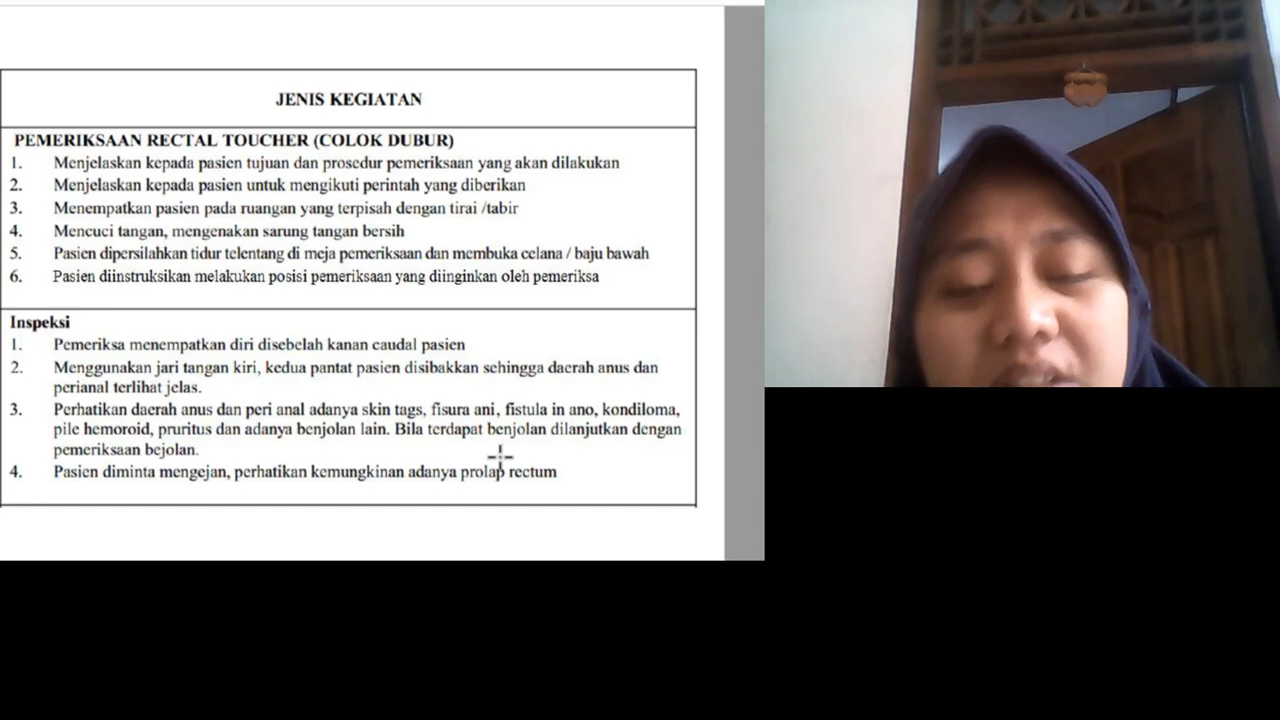 JENIS KEGIATAN
PEMERIKSAAN RECTAL TOUCHER (COLOK DUBUR)
1. Menjelaskan kepada pasien tujuan dan prosedur pemeriksaan yang akan dilakukan
2. Menjelaskan kepada pasien untuk mengikuti perintah yang diberikan
3. Menempatkan pasien pada ruangan yang terpisah dengan tirai /tabir
4. Mencuci tangan, mengenakan sarung tangan bersih
5. Pasien dipersilahkan tidur telentang di meja pemeriksaan dan membuka celana / baju bawah
6. Pasien diinstruksikan melakukan posisi pemeriksaan yang diinginkan oleh pemeriksa
Inspeksi
1. Pemeriksa menempatkan diri disebelah kanan caudal pasien
2. Menggunakan jari tangan kiri, kedua pantat pasien disibakkan sehingga daerah anus dan
perianal terlihat jelas.
3. Perhatikan daerah anus dan peri anal adanya skin tags, fisura ani, fistula in ano, kondiloma,
pile hemoroid, pruritus dan adanya benjolan lain. Bila terdapat benjolan dilanjutkan dengan
pemeriksaan bejolan.
4. Pasien diminta mengejan, perhatikan kemungkinan adanya prolap rectum